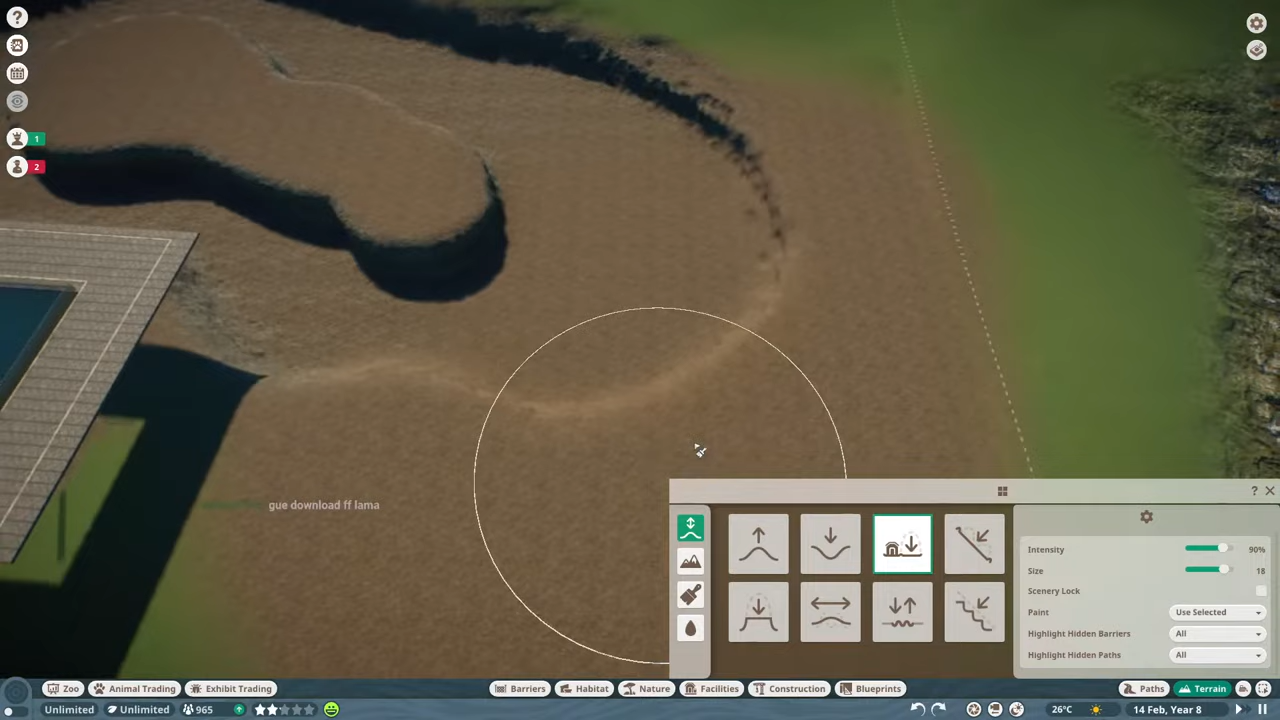 ?
1
2
gue download ff lama
? 
Intensity 90%
Size 18
Scenery Lock
Paint Use Selected
Highlight Hidden Barriers All
Highlight Hidden Paths All
Zoo Animal Trading Exhibit Trading Barriers Habitat Nature Facilities Construction Blueprints Paths Terrain
Unlimited Unlimited 965 26°C 14 Feb, Year 8